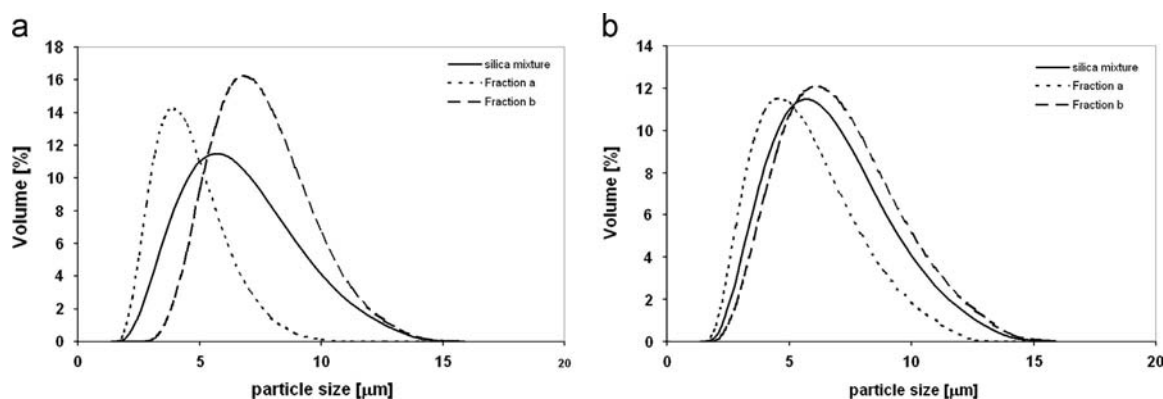 a
18
16
14
12
10
8
6
4
2
0
Volume [%]
silica mixture
Fraction a
Fraction b
0 5 10 15 20
particle size [µm]
b
14
12
10
8
6
4
2
0
Volume [%]
silica mixture
Fraction a
Fraction b
0 5 10 15 20
particle size [µm]